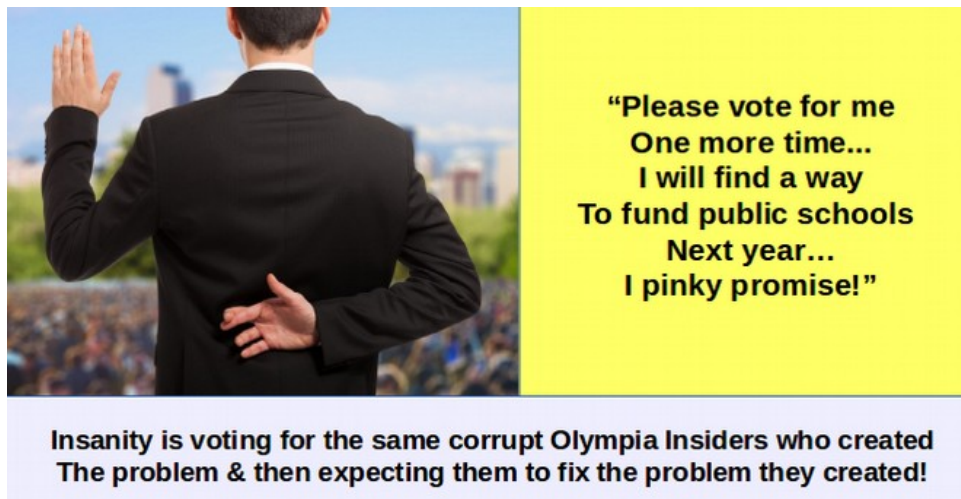 “Please vote for me
One more time...
I will find a way
To fund public schools
Next year…
I pinky promise!”
Insanity is voting for the same corrupt Olympia Insiders who created
The problem & then expecting them to fix the problem they created!